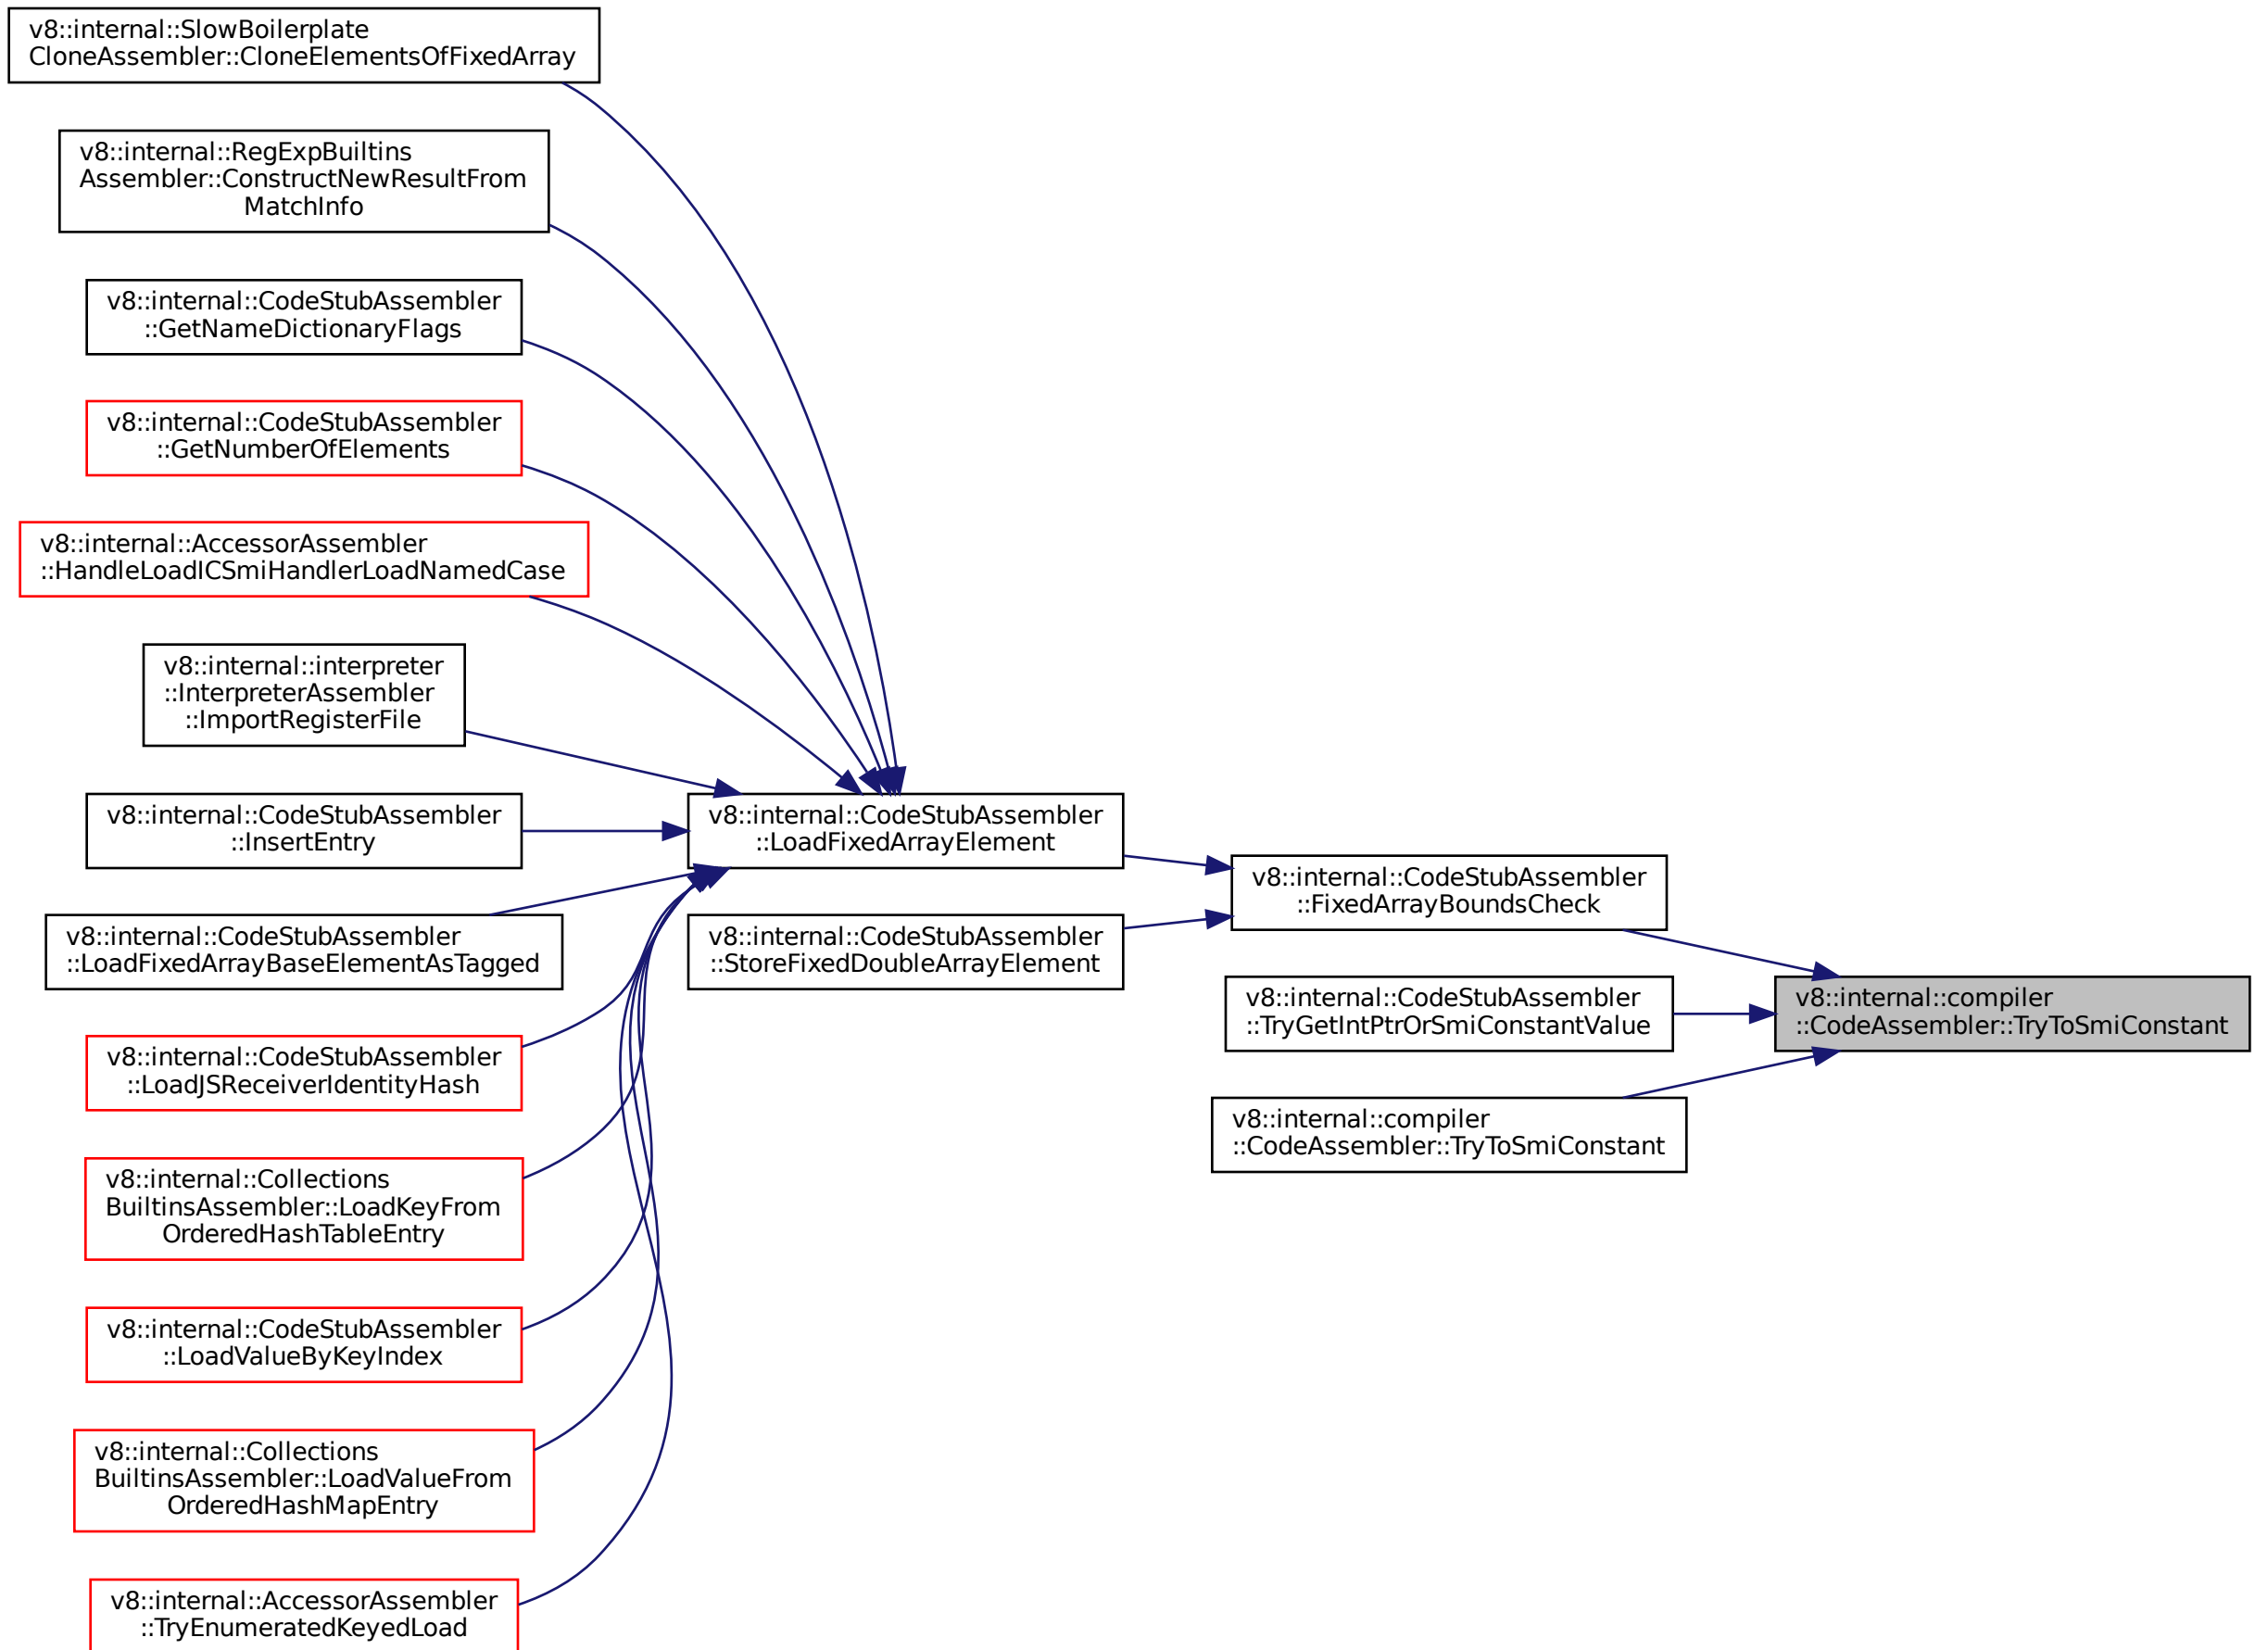 v8::internal::SlowBoilerplate
CloneAssembler::CloneElementsOfFixedArray
v8::internal::RegExpBuiltins
Assembler::ConstructNewResultFrom
MatchInfo
v8::internal::CodeStubAssembler
::GetNameDictionaryFlags
v8::internal::CodeStubAssembler
::GetNumberOfElements
v8::internal::AccessorAssembler
::HandleLoadICSmiHandlerLoadNamedCase
v8::internal::interpreter
::InterpreterAssembler
::ImportRegisterFile
v8::internal::CodeStubAssembler
::InsertEntry
v8::internal::CodeStubAssembler
::LoadFixedArrayBaseElementAsTagged
v8::internal::CodeStubAssembler
::LoadJSReceiverIdentityHash
v8::internal::Collections
BuiltinsAssembler::LoadKeyFrom
OrderedHashTableEntry
v8::internal::CodeStubAssembler
::LoadValueByKeyIndex
v8::internal::Collections
BuiltinsAssembler::LoadValueFrom
OrderedHashMapEntry
v8::internal::AccessorAssembler
::TryEnumeratedKeyedLoad
v8::internal::CodeStubAssembler
::LoadFixedArrayElement
v8::internal::CodeStubAssembler
::StoreFixedDoubleArrayElement
v8::internal::CodeStubAssembler
::FixedArrayBoundsCheck
v8::internal::CodeStubAssembler
::TryGetIntPtrOrSmiConstantValue
v8::internal::compiler
::CodeAssembler::TryToSmiConstant
v8::internal::compiler
::CodeAssembler::TryToSmiConstant